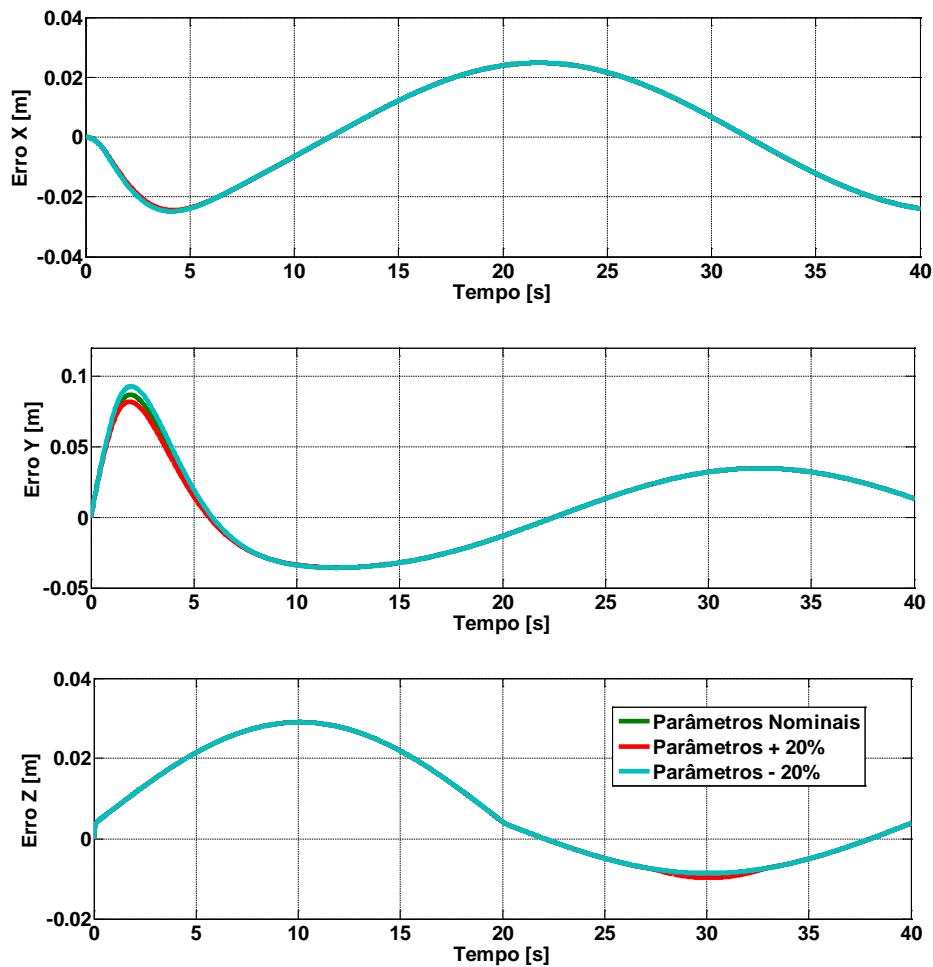 0.04
0.02
0
-0.02
-0.04
Erro X [m]
0 5 10 15 20 25 30 35 40
Tempo [s]
0.1
0.05
0
-0.05
Erro Y [m]
0 5 10 15 20 25 30 35 40
Tempo [s]
0.04
0.02
0
-0.02
Erro Z [m]
Parâmetros Nominais
Parâmetros + 20%
Parâmetros - 20%
0 5 10 15 20 25 30 35 40
Tempo [s]